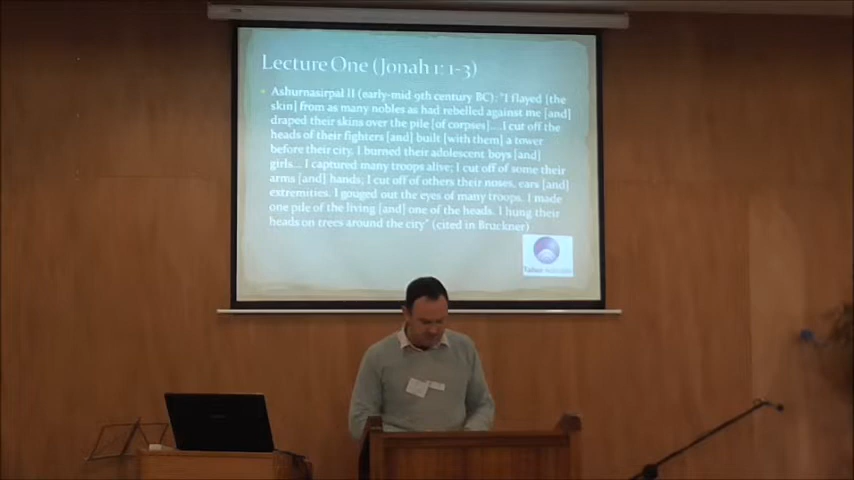 Lecture One (Jonah 1: 1-3)
Ashurnasirpal II (early-mid 9th century BC): "I flayed [the
skin] from as many nobles as had rebelled against me [and]
draped their skins over the pile [of corpses]…. I cut off the
heads of their fighters [and] built [with them] a tower
before their city. I burned their adolescent boys [and]
girls… I captured many troops alive; I cut off of some their
arms [and] hands; I cut off of others their noses, ears [and]
extremities. I gouged out the eyes of many troops. I made
one pile of the living [and] one of the heads. I hung their
heads on trees around the city" (cited in Bruckner)